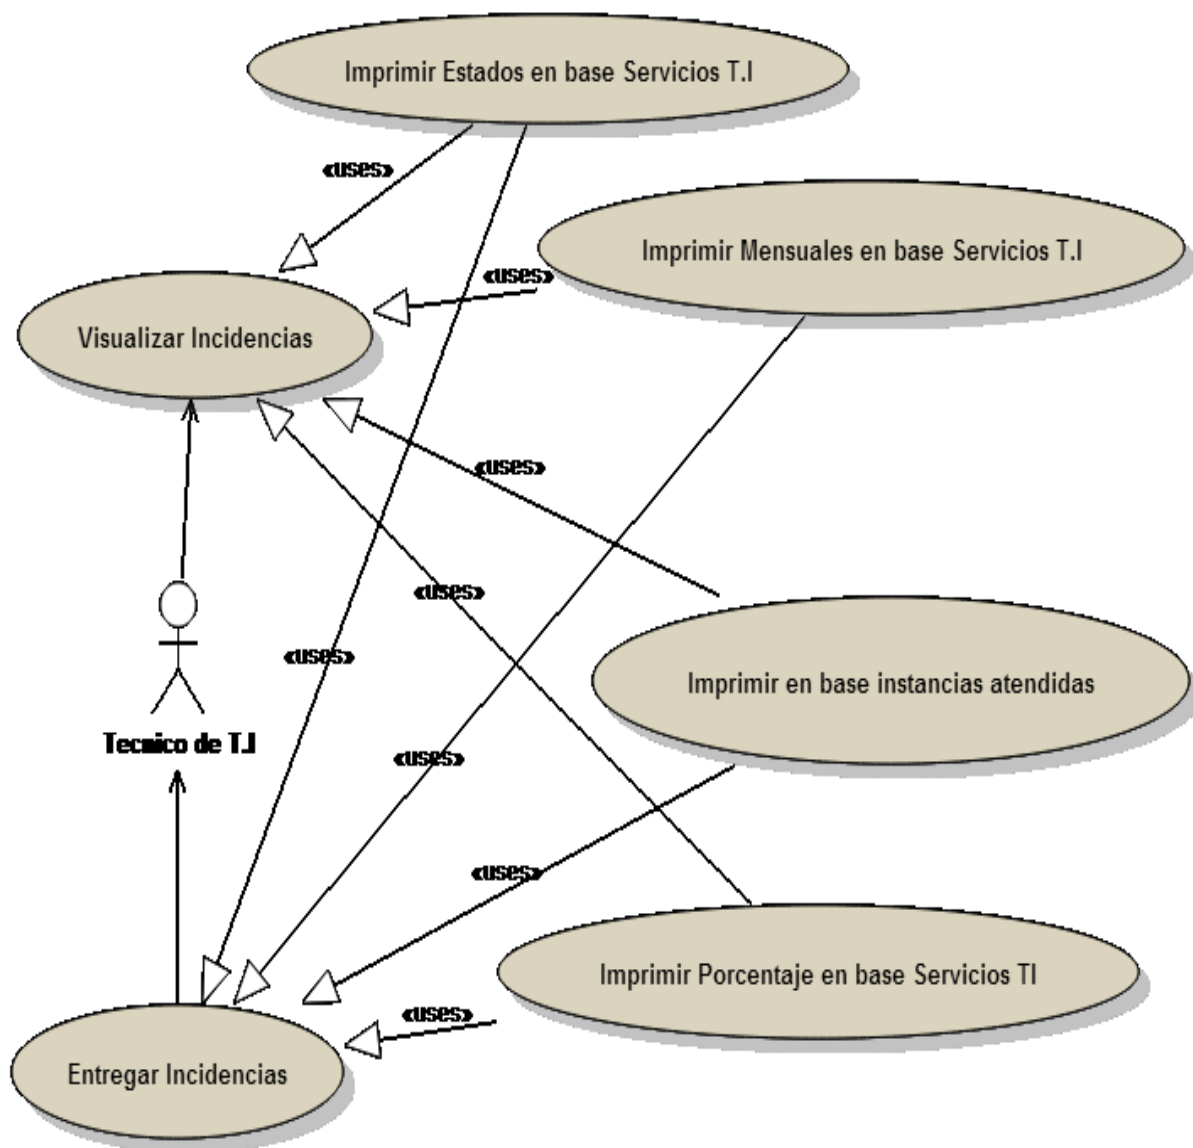 Imprimir Estados en base Servicios T.I
«uses»
Imprimir Mensuales en base Servicios T.I
«uses»
Visualizar Incidencias
«uses»
«uses»
«uses»
Imprimir en base instancias atendidas
Tecnico de T.I
«uses»
«uses»
Imprimir Porcentaje en base Servicios TI
«uses»
Entregar Incidencias